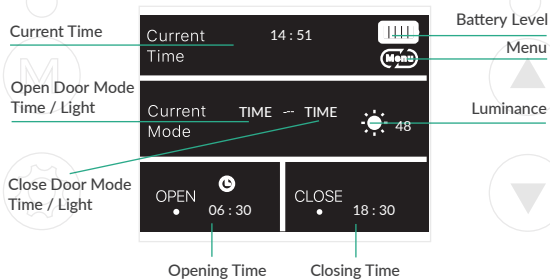 Current Time
Open Door Mode
Time / Light
Close Door Mode
Time / Light
Current
Time
14 : 51
Menu
Current
Mode
TIME -- TIME
48
OPEN
06 : 30
CLOSE
18 : 30
Battery Level
Menu
Luminance
Opening Time
Closing Time
M